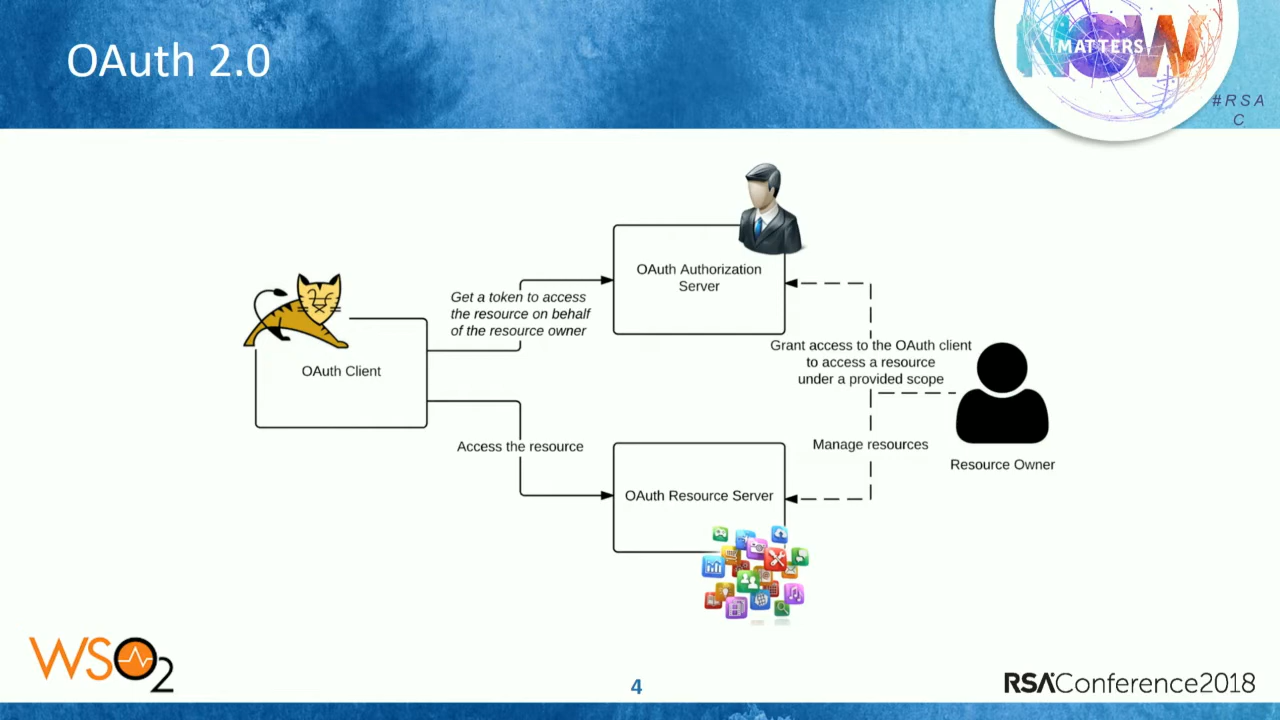 OAuth 2.0
NOW
MATTERS
#RSA
C
OAuth Authorization
Server
Get a token to access
the resource on behalf
of the resource owner
OAuth Client
Grant access to the OAuth client
to access a resource
under a provided scope
Access the resource
Manage resources
Resource Owner
OAuth Resource Server
WSO2
4
RSAConference2018